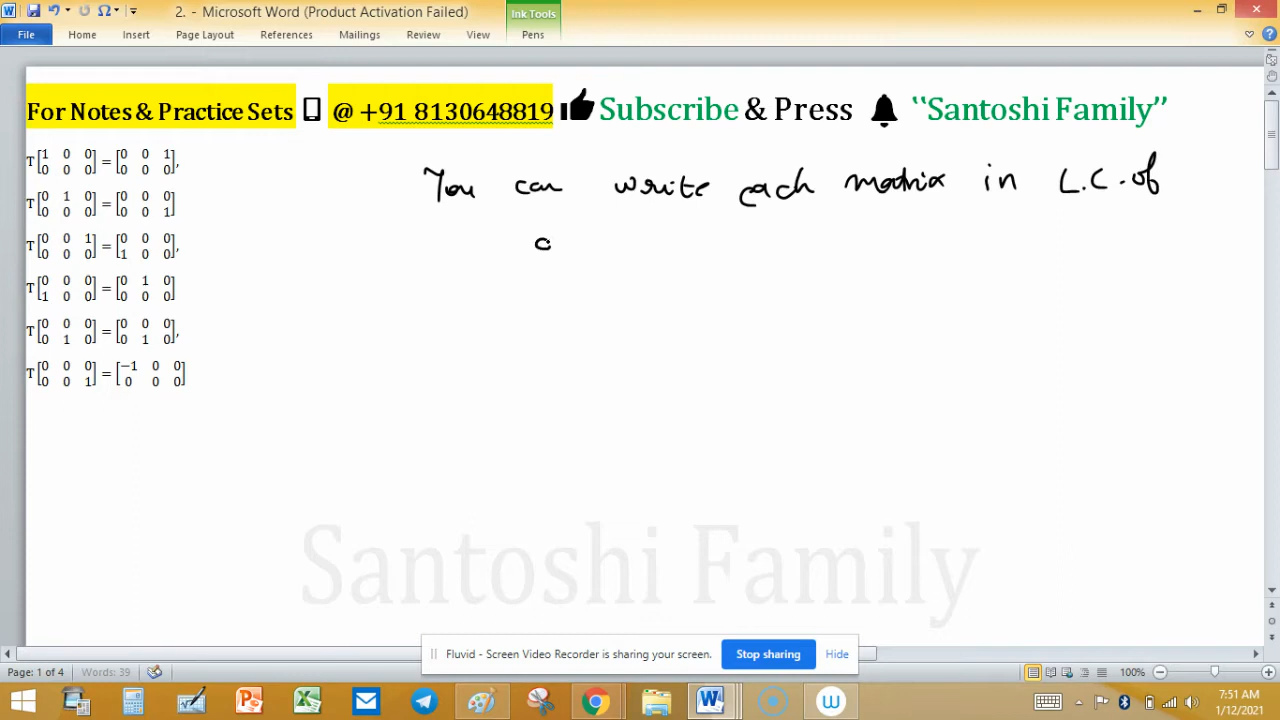 2. - Microsoft Word (Product Activation Failed)
Ink Tools
File Home Insert Page Layout References Mailings Review View Pens
For Notes & Practice Sets @ +91 8130648819 Subscribe & Press "Santoshi Family"
T[1 0 0 0 0 0] = [0 0 1 0 0 0],
T[0 1 0 0 0 0] = [0 0 0 0 0 1]
T[0 0 1 0 0 0] = [0 0 0 1 0 0],
T[0 0 0 1 0 0] = [0 1 0 0 0 0]
T[0 0 0 0 1 0] = [0 0 0 0 1 0],
T[0 0 0 0 0 1] = [−1 0 0 0 0 0]
You can write each matrix in L.C. of
Santoshi Family
Fluvid - Screen Video Recorder is sharing your screen. Stop sharing Hide
Page: 1 of 4 Words: 39 100%
7:51 AM
1/12/2021